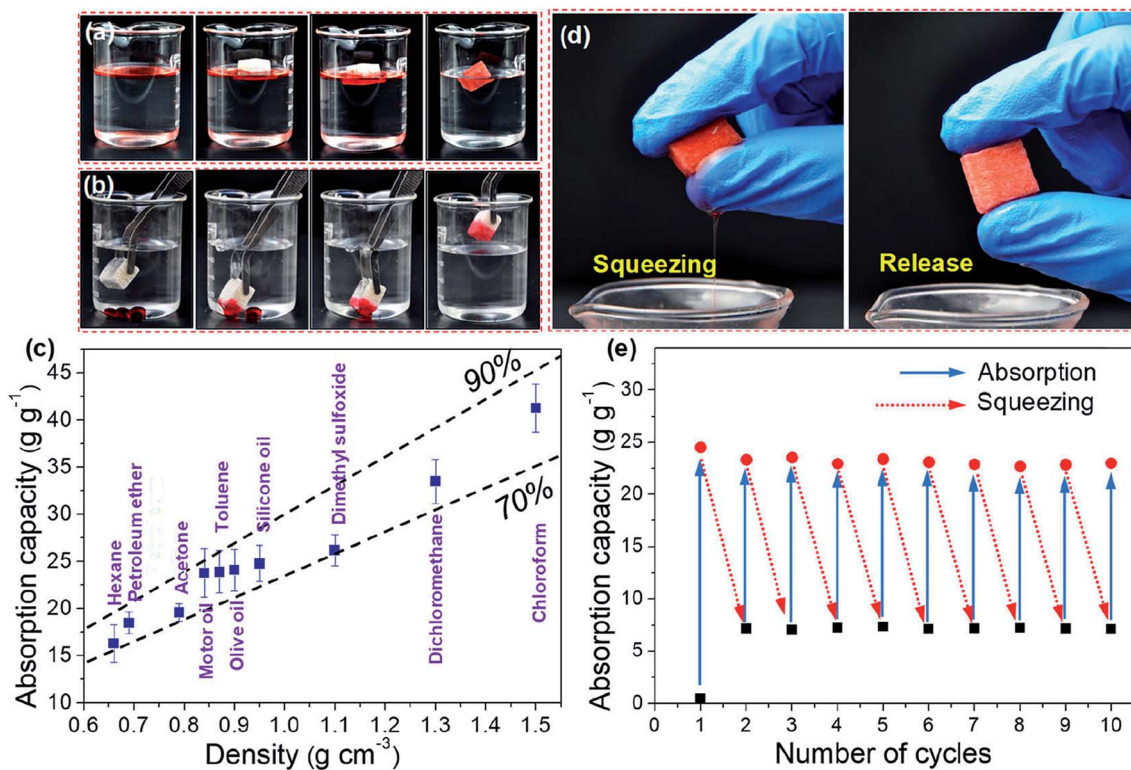 (a)
(b)
(d)
Squeezing
Release
(c)
45
40
35
30
25
20
15
10
0.6 0.7 0.8 0.9 1.0 1.1 1.2 1.3 1.4 1.5
Absorption capacity (g g⁻¹)
Density (g cm⁻³)
90%
70%
Hexane
Petroleum ether
Acetone
Motor oil
Toluene
Olive oil
Silicone oil
Dimethyl sulfoxide
Dichloromethane
Chloroform
(e)
30
25
20
15
10
5
0
0 1 2 3 4 5 6 7 8 9 10
Absorption capacity (g g⁻¹)
Number of cycles
Absorption
Squeezing